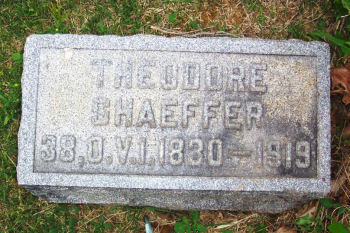 THEODORE
SHAEFFER
38, O.V.I. 1830-1919